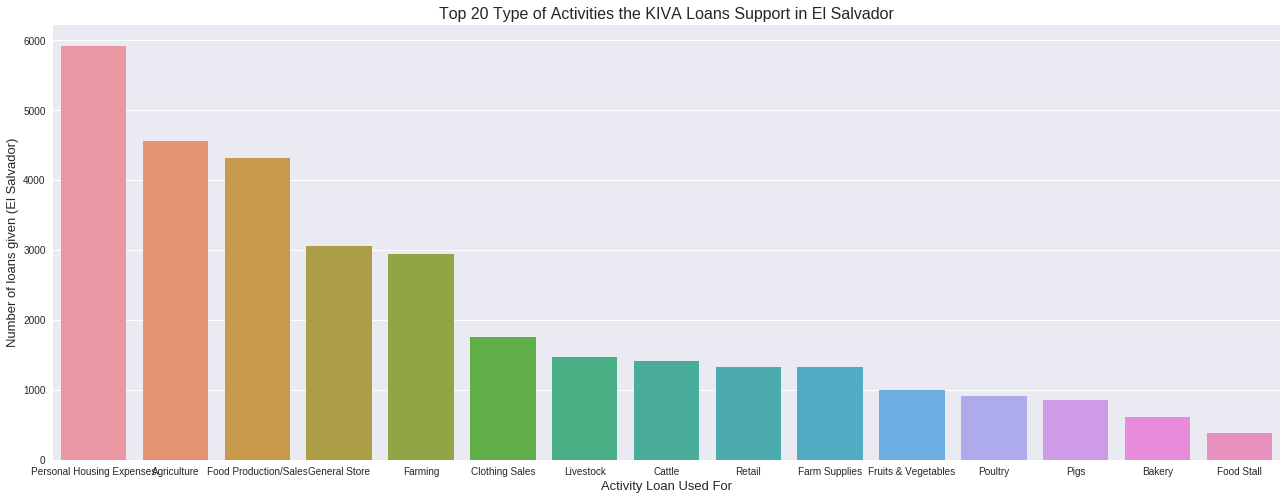 Top 20 Type of Activities the KIVA Loans Support in El Salvador
Number of loans given (El Salvador)
6000
5000
4000
3000
2000
1000
0
Personal Housing Expenses Agriculture Food Production/Sales General Store Farming Clothing Sales Livestock Cattle Retail Farm Supplies Fruits & Vegetables Poultry Pigs Bakery Food Stall
Activity Loan Used For